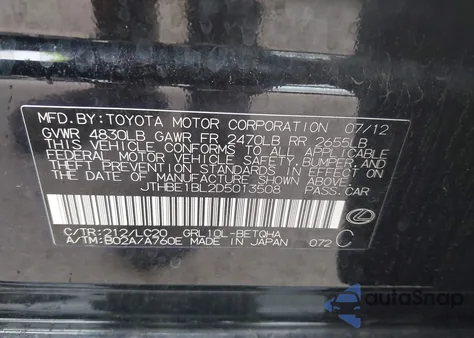 MFD.BY:TOYOTA MOTOR CORPORATION 07/12
GVWR 4830LB GAWR FR 2470LB RR 2655LB
THIS VEHICLE CONFORMS TO ALL APPLICABLE
FEDERAL MOTOR VEHICLE SAFETY, BUMPER, AND
THEFT PREVENTION STANDARDS IN EFFECT ON
THE DATE OF MANUFACTURE SHOWN ABOVE.
JTHBE1BL2D5013508 PASS.CAR
C/TR:212/LC20 GRL10L-BETQHA
A/TM:B02A/A760E MADE IN JAPAN 072 C
autoSnap